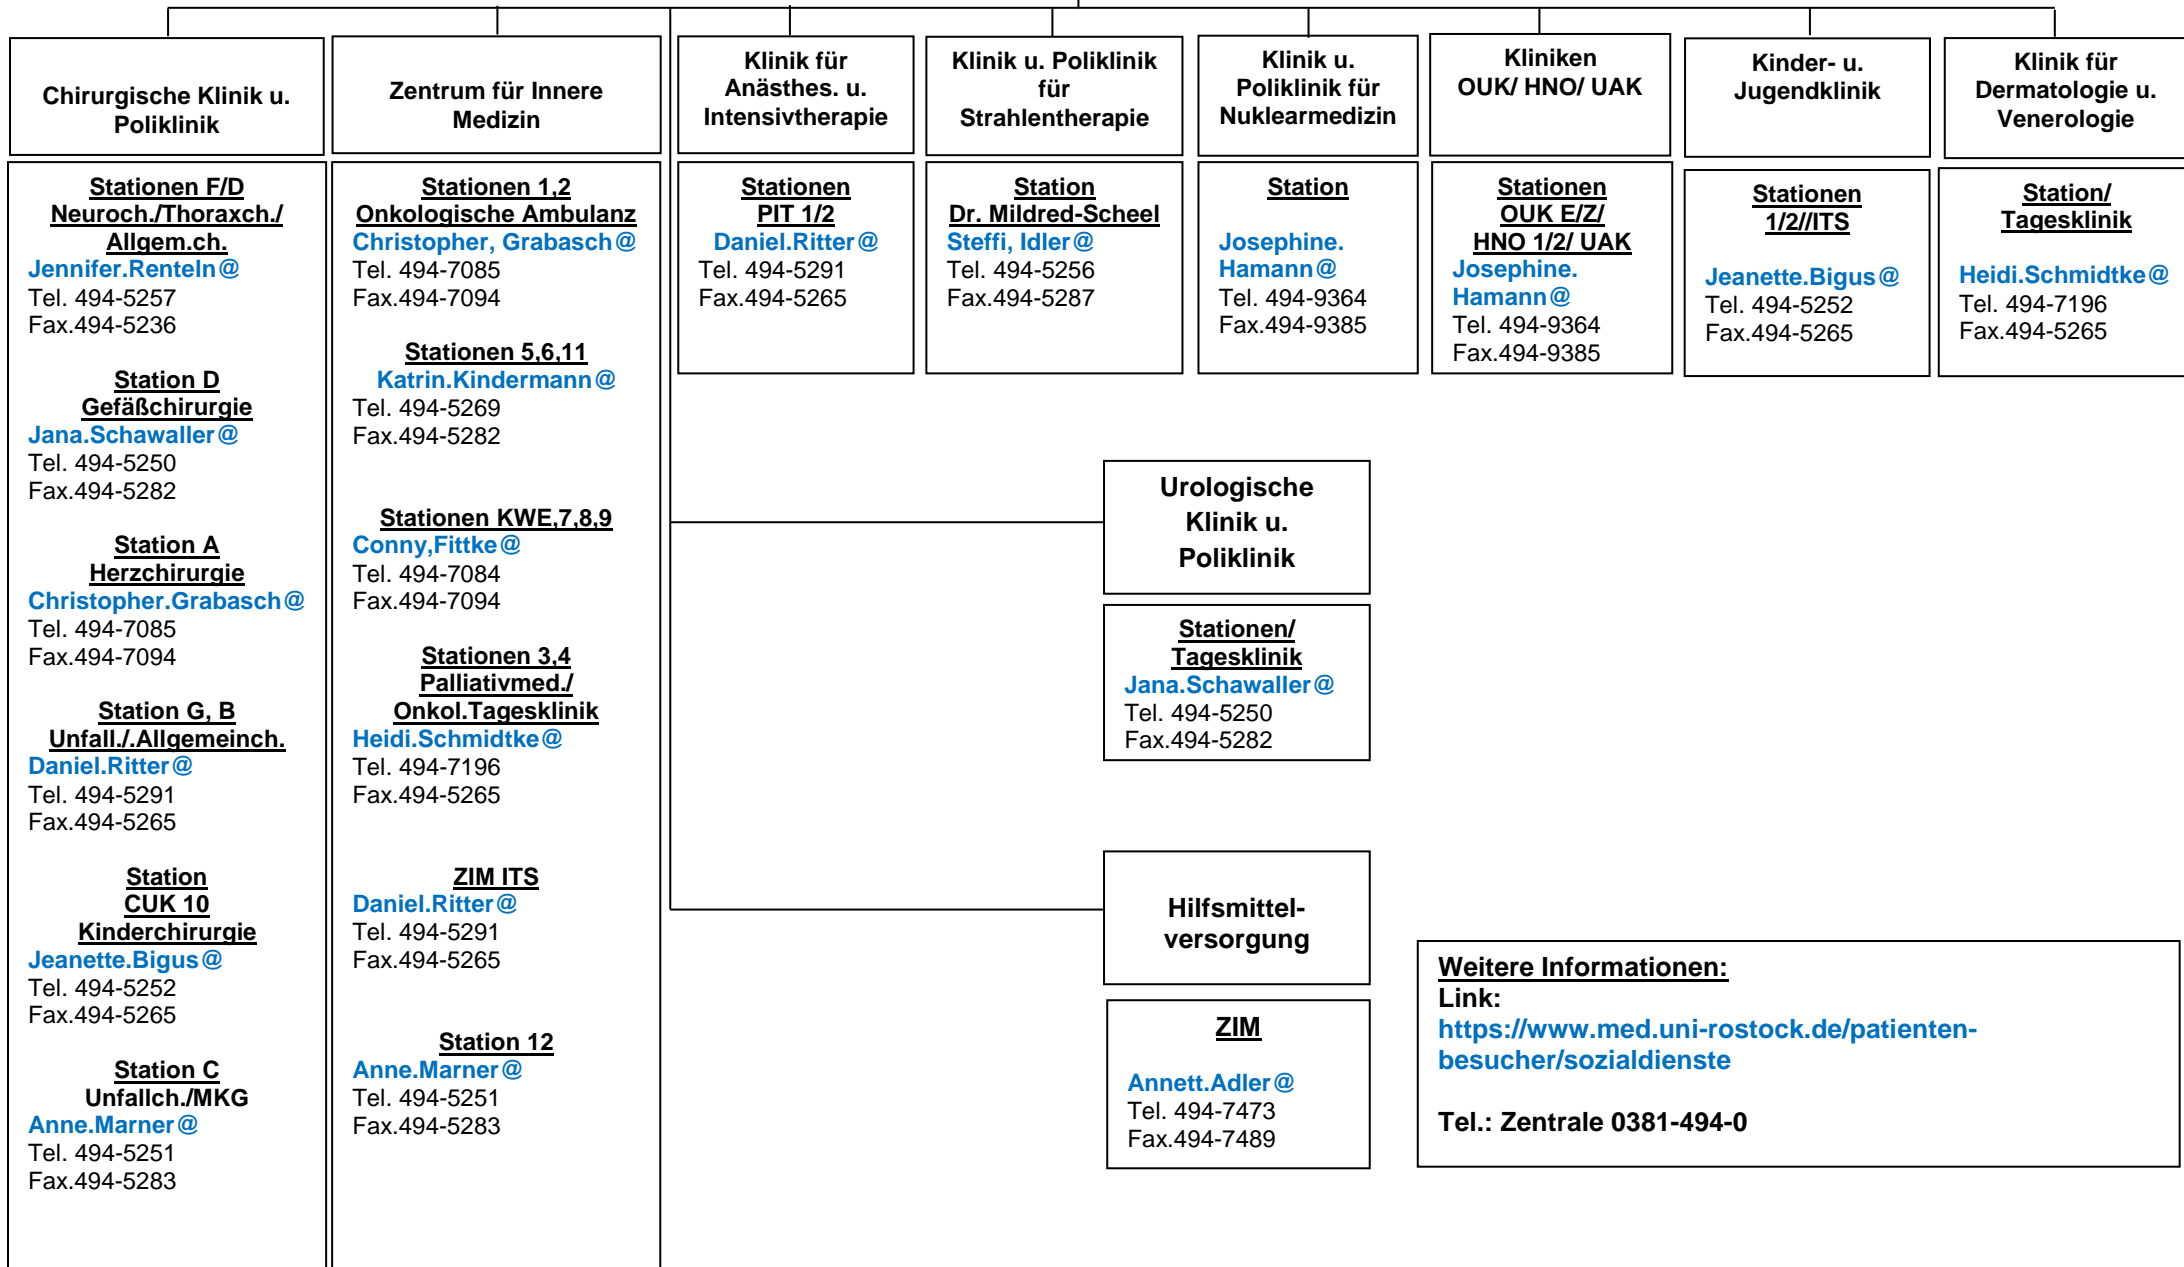 Chirurgische Klinik u.
Poliklinik
Stationen F/D
Neuroch./Thoraxch./
Allgem.ch.
Jennifer.Renteln@
Tel. 494-5257
Fax.494-5236
Station D
Gefäßchirurgie
Jana.Schawaller@
Tel. 494-5250
Fax.494-5282
Station A
Herzchirurgie
Christopher.Grabasch@
Tel. 494-7085
Fax.494-7094
Station G, B
Unfall./.Allgemeinch.
Daniel.Ritter@
Tel. 494-5291
Fax.494-5265
Station
CUK 10
Kinderchirurgie
Jeanette.Bigus@
Tel. 494-5252
Fax.494-5265
Station C
Unfallch./MKG
Anne.Marner@
Tel. 494-5251
Fax.494-5283
Zentrum für Innere
Medizin
Stationen 1,2
Onkologische Ambulanz
Christopher, Grabasch@
Tel. 494-7085
Fax.494-7094
Stationen 5,6,11
Katrin.Kindermann@
Tel. 494-5269
Fax.494-5282
Stationen KWE,7,8,9
Conny,Fittke@
Tel. 494-7084
Fax.494-7094
Stationen 3,4
Palliativmed./
Onkol.Tagesklinik
Heidi.Schmidtke@
Tel. 494-7196
Fax.494-5265
ZIM ITS
Daniel.Ritter@
Tel. 494-5291
Fax.494-5265
Station 12
Anne.Marner@
Tel. 494-5251
Fax.494-5283
Klinik für
Anästhes. u.
Intensivtherapie
Stationen
PIT 1/2
Daniel.Ritter@
Tel. 494-5291
Fax.494-5265
Klinik u. Poliklinik
für
Strahlentherapie
Station
Dr. Mildred-Scheel
Steffi, Idler@
Tel. 494-5256
Fax.494-5287
Klinik u.
Poliklinik für
Nuklearmedizin
Station
Josephine.
Hamann@
Tel. 494-9364
Fax.494-9385
Kliniken
OUK/ HNO/ UAK
Stationen
OUK E/Z/
HNO 1/2/ UAK
Josephine.
Hamann@
Tel. 494-9364
Fax.494-9385
Kinder- u.
Jugendklinik
Stationen
1/2//ITS
Jeanette.Bigus@
Tel. 494-5252
Fax.494-5265
Klinik für
Dermatologie u.
Venerologie
Station/
Tagesklinik
Heidi.Schmidtke@
Tel. 494-7196
Fax.494-5265
Urologische
Klinik u.
Poliklinik
Stationen/
Tagesklinik
Jana.Schawaller@
Tel. 494-5250
Fax.494-5282
Hilfsmittel-
versorgung
ZIM
Annett.Adler@
Tel. 494-7473
Fax.494-7489
Weitere Informationen:
Link:
https://www.med.uni-rostock.de/patienten-
besucher/sozialdienste
Tel.: Zentrale 0381-494-0